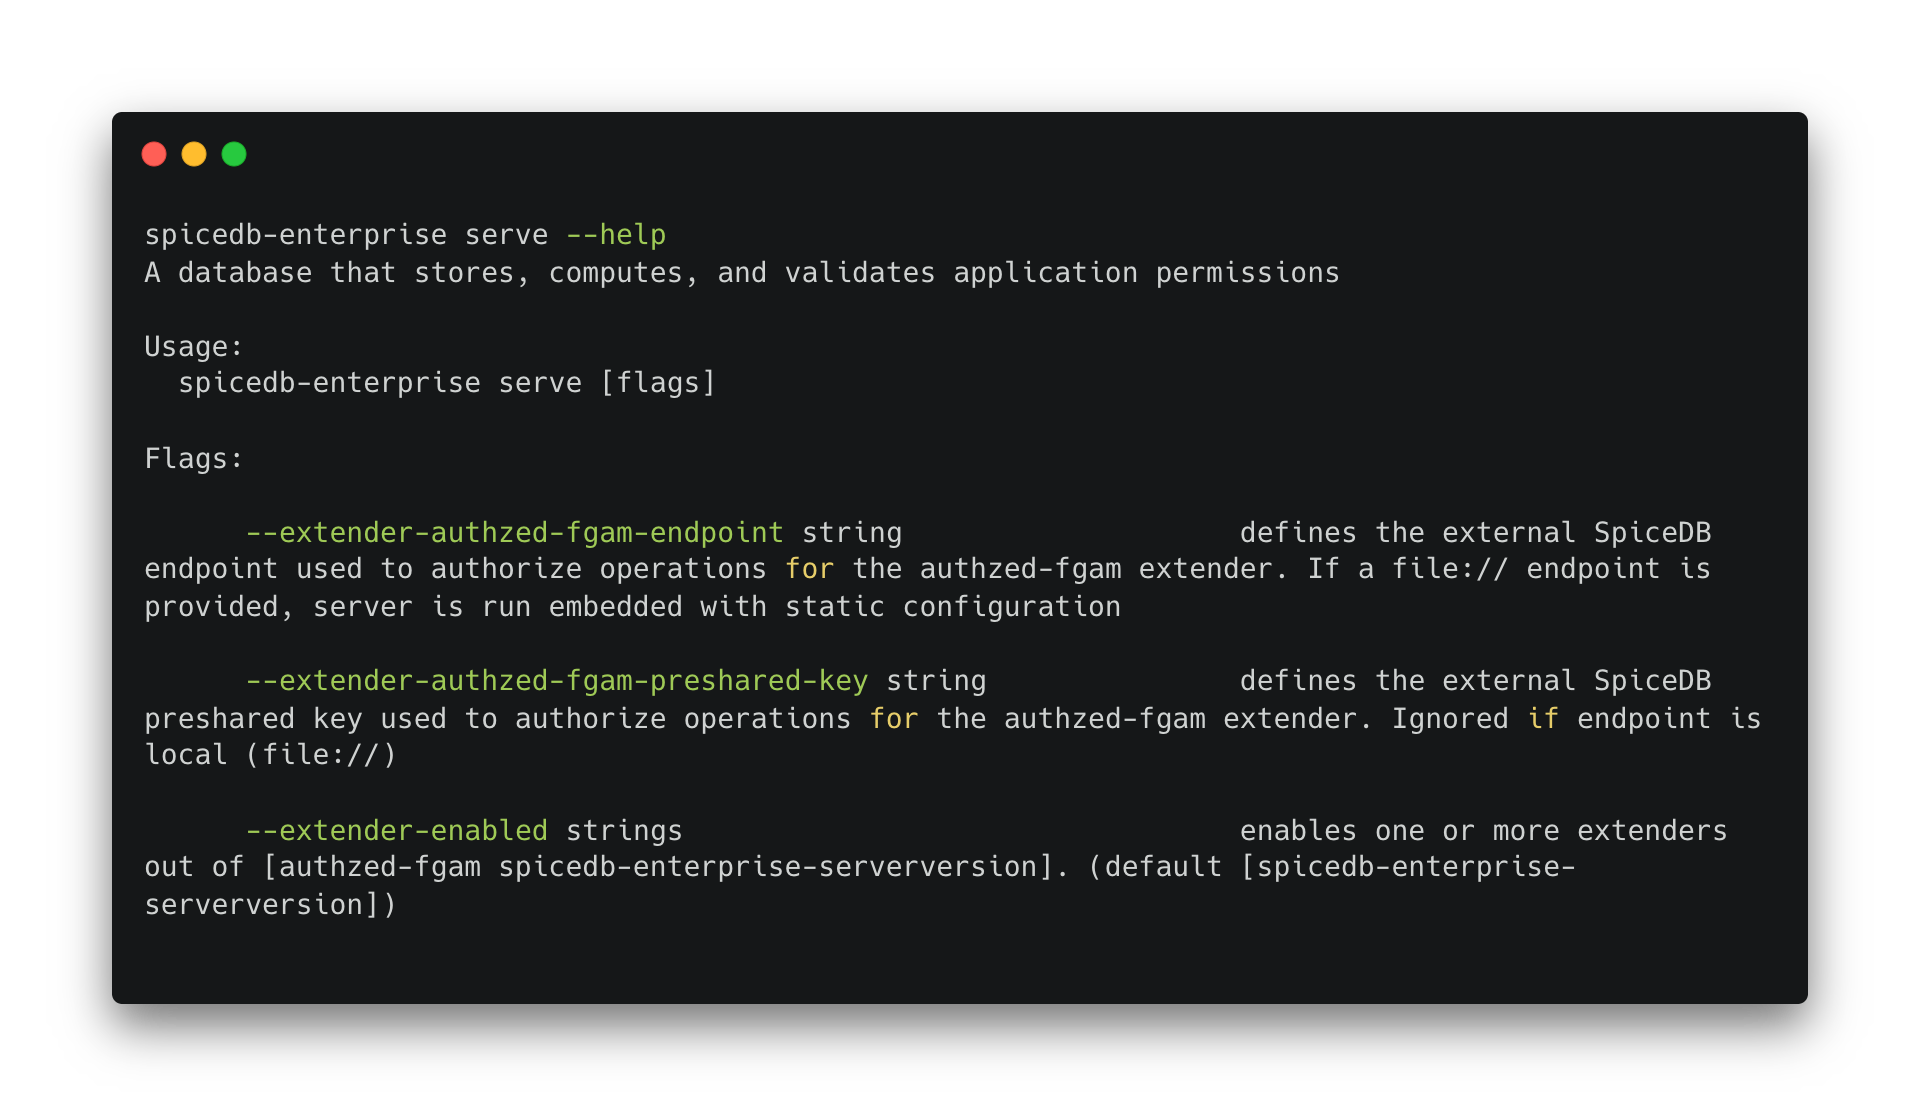 spicedb-enterprise serve --help
A database that stores, computes, and validates application permissions
Usage:
spicedb-enterprise serve [flags]
Flags:
--extender-authzed-fgam-endpoint string defines the external SpiceDB
endpoint used to authorize operations for the authzed-fgam extender. If a file:// endpoint is
provided, server is run embedded with static configuration
--extender-authzed-fgam-preshared-key string defines the external SpiceDB
preshared key used to authorize operations for the authzed-fgam extender. Ignored if endpoint is
local (file://)
--extender-enabled strings enables one or more extenders
out of [authzed-fgam spicedb-enterprise-serverversion]. (default [spicedb-enterprise-
serverversion])